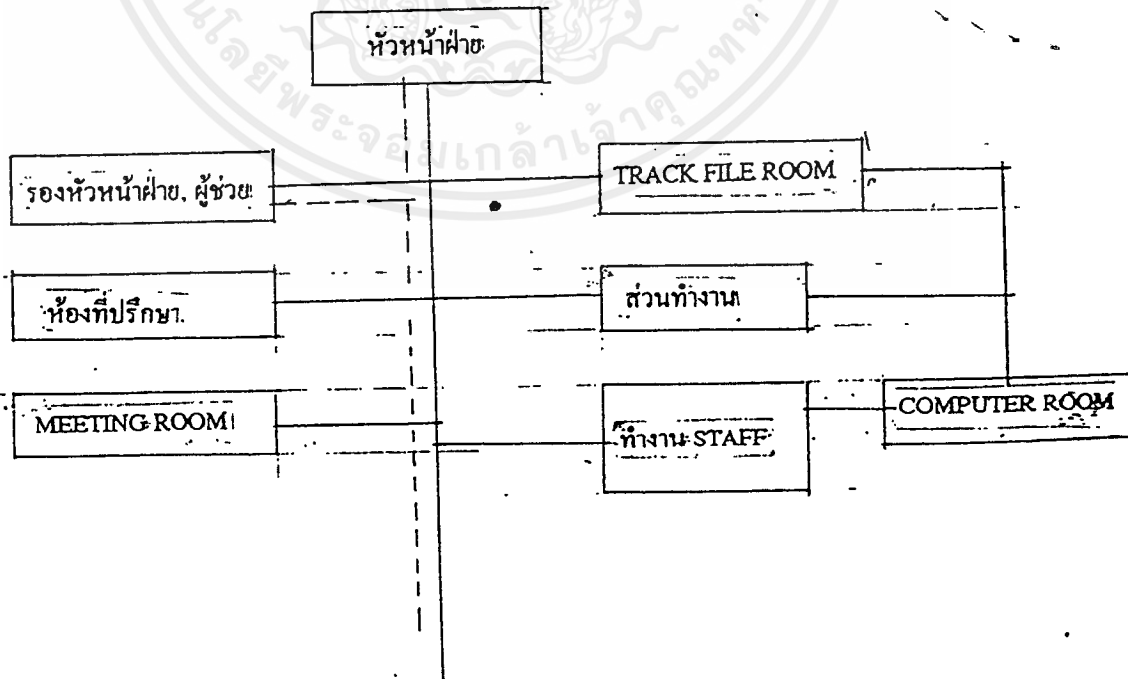 หัวหน้าฝ่าย
รองหัวหน้าฝ่าย, ผู้ช่วย
TRACK FILE ROOM
ห้องที่ปรึกษา
ส่วนทำงาน
MEETING ROOM
ทำงาน STAFF
COMPUTER ROOM